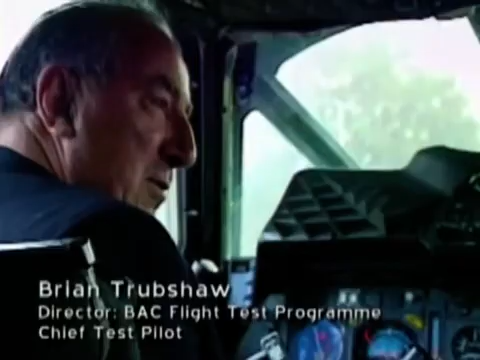 Brian Trubshaw
Director: BAC Flight Test Programme
Chief Test Pilot